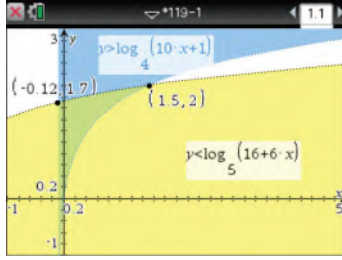 *119-1
1.1
3 y
y>log₄(10·x+1)
(-0.12, 1.7)
(1.5,2)
y<log₅(16+6·x)
0.2
x
-1 0.2 5
-1